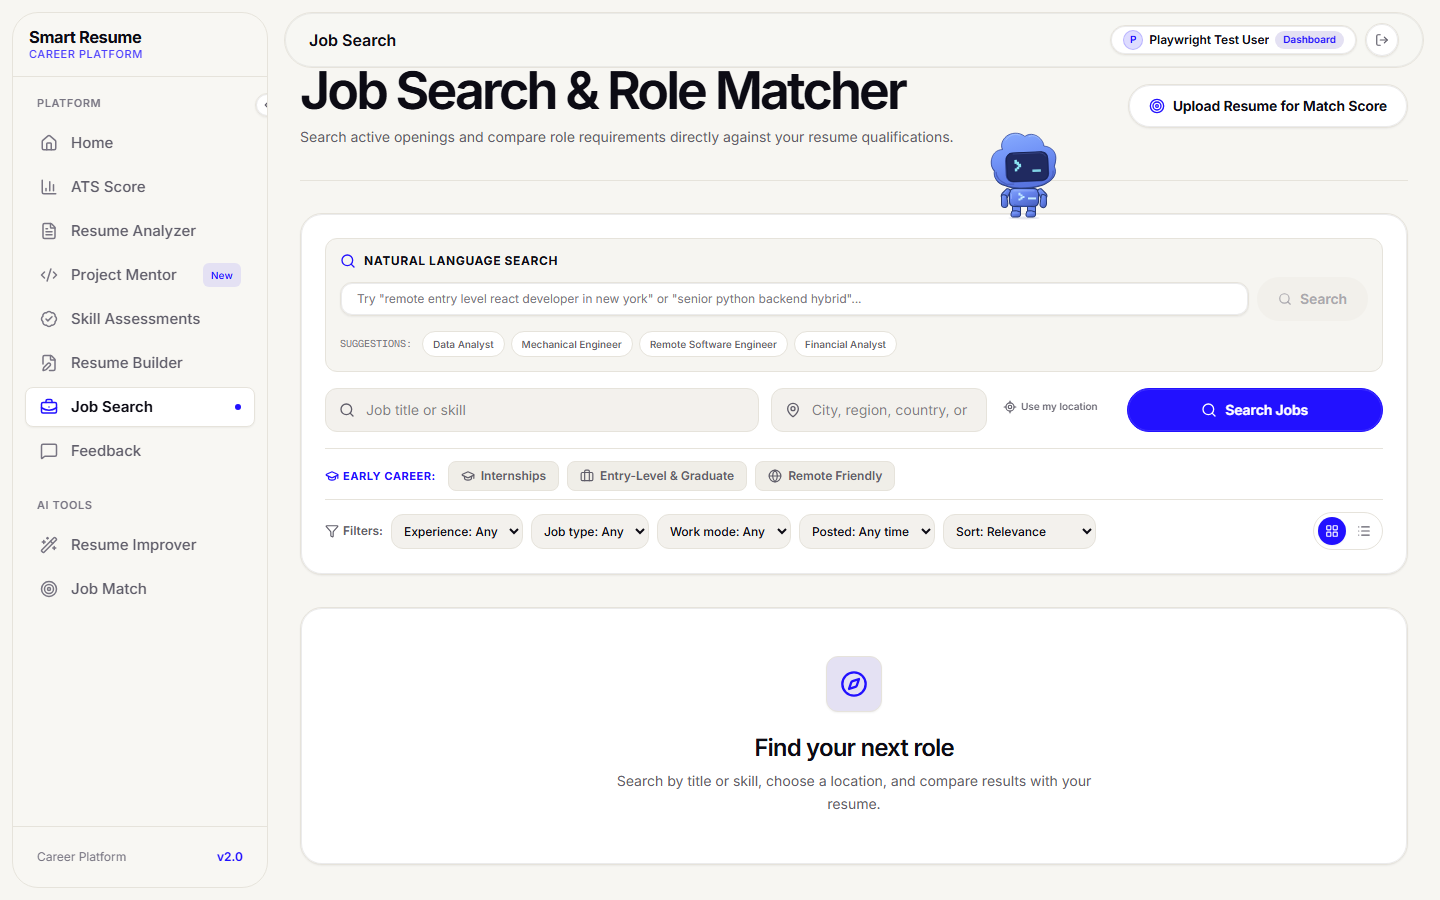 Smart Resume
CAREER PLATFORM
PLATFORM
Home
ATS Score
Resume Analyzer
Project Mentor New
Skill Assessments
Resume Builder
Job Search
Feedback
AI TOOLS
Resume Improver
Job Match
Career Platform v2.0
Job Search
P Playwright Test User Dashboard
Job Search & Role Matcher
Search active openings and compare role requirements directly against your resume qualifications.
Upload Resume for Match Score
NATURAL LANGUAGE SEARCH
Try "remote entry level react developer in new york" or "senior python backend hybrid"...
Search
SUGGESTIONS: Data Analyst Mechanical Engineer Remote Software Engineer Financial Analyst
Job title or skill
City, region, country, or
Use my location
Search Jobs
EARLY CAREER: Internships Entry-Level & Graduate Remote Friendly
Filters: Experience: Any Job type: Any Work mode: Any Posted: Any time Sort: Relevance
Find your next role
Search by title or skill, choose a location, and compare results with your
resume.